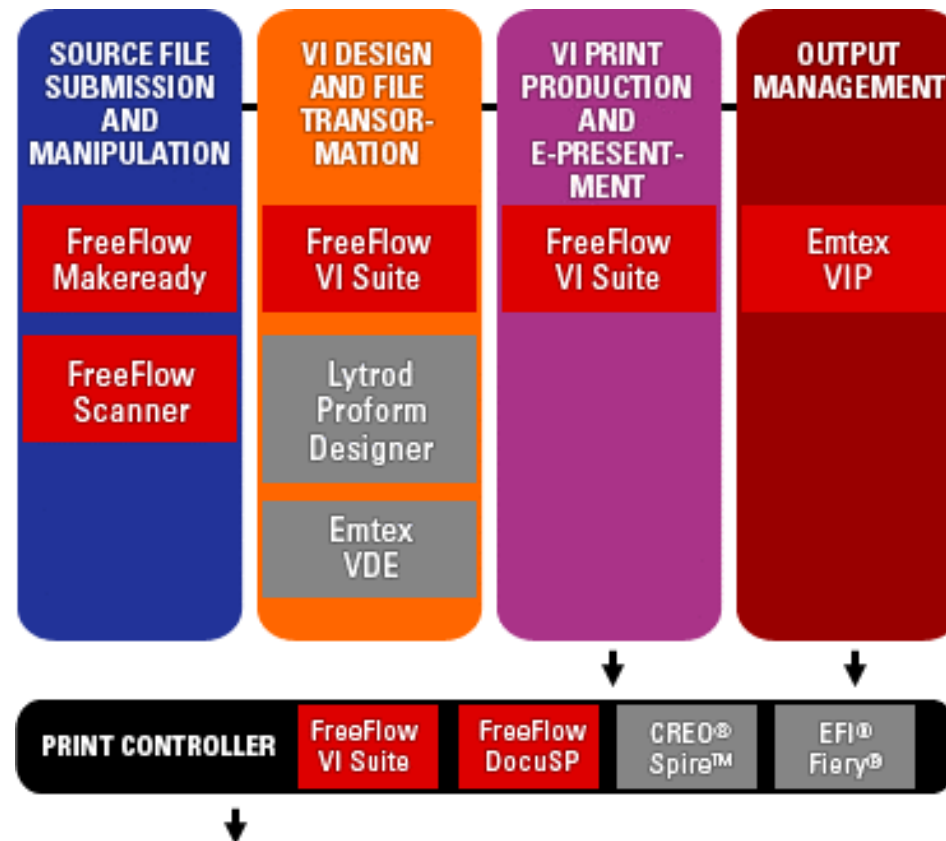 SOURCE FILE
SUBMISSION
AND
MANIPULATION
FreeFlow
Makeready
FreeFlow
Scanner
VI DESIGN
AND FILE
TRANSOR-
MATION
FreeFlow
VI Suite
Lytrod
Proform
Designer
Emtex
VDE
VI PRINT
PRODUCTION
AND
E-PRESENT-
MENT
FreeFlow
VI Suite
OUTPUT
MANAGEMENT
Emtex
VIP
PRINT CONTROLLER
FreeFlow
VI Suite
FreeFlow
DocuSP
CREO®
Spire™
EFI®
Fiery®